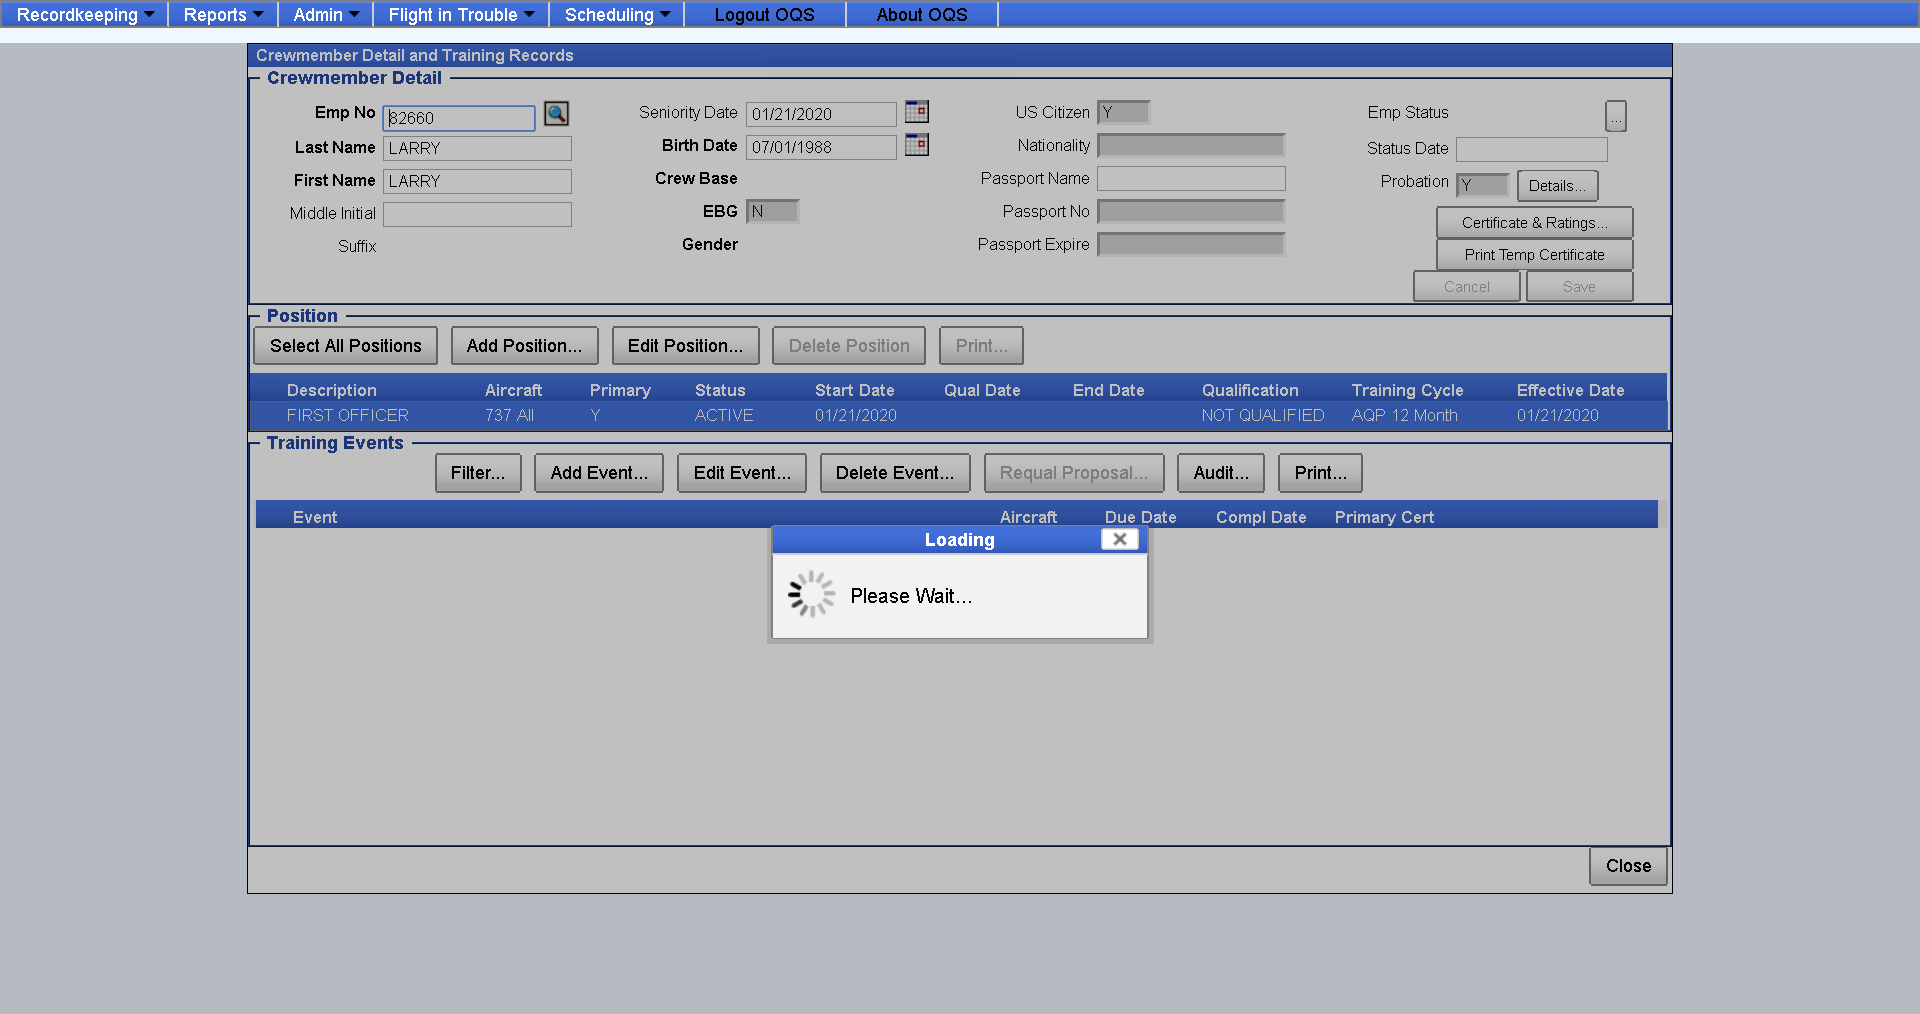 Recordkeeping Reports Admin Flight in Trouble Scheduling Logout OQS About OQS
Crewmember Detail and Training Records
Crewmember Detail
Emp No 82660 Seniority Date 01/21/2020 US Citizen Y Emp Status ...
Last Name LARRY Birth Date 07/01/1988 Nationality Status Date
First Name LARRY Crew Base Passport Name Probation Y Details...
Middle Initial EBG N Passport No Certificate & Ratings...
Suffix Gender Passport Expire Print Temp Certificate
Cancel Save
Position
Select All Positions Add Position... Edit Position... Delete Position Print...
Description Aircraft Primary Status Start Date Qual Date End Date Qualification Training Cycle Effective Date
FIRST OFFICER 737 All Y ACTIVE 01/21/2020 NOT QUALIFIED AQP 12 Month 01/21/2020
Training Events
Filter... Add Event... Edit Event... Delete Event... Requal Proposal... Audit... Print...
Event Aircraft Due Date Compl Date Primary Cert
Loading
Please Wait...
Close